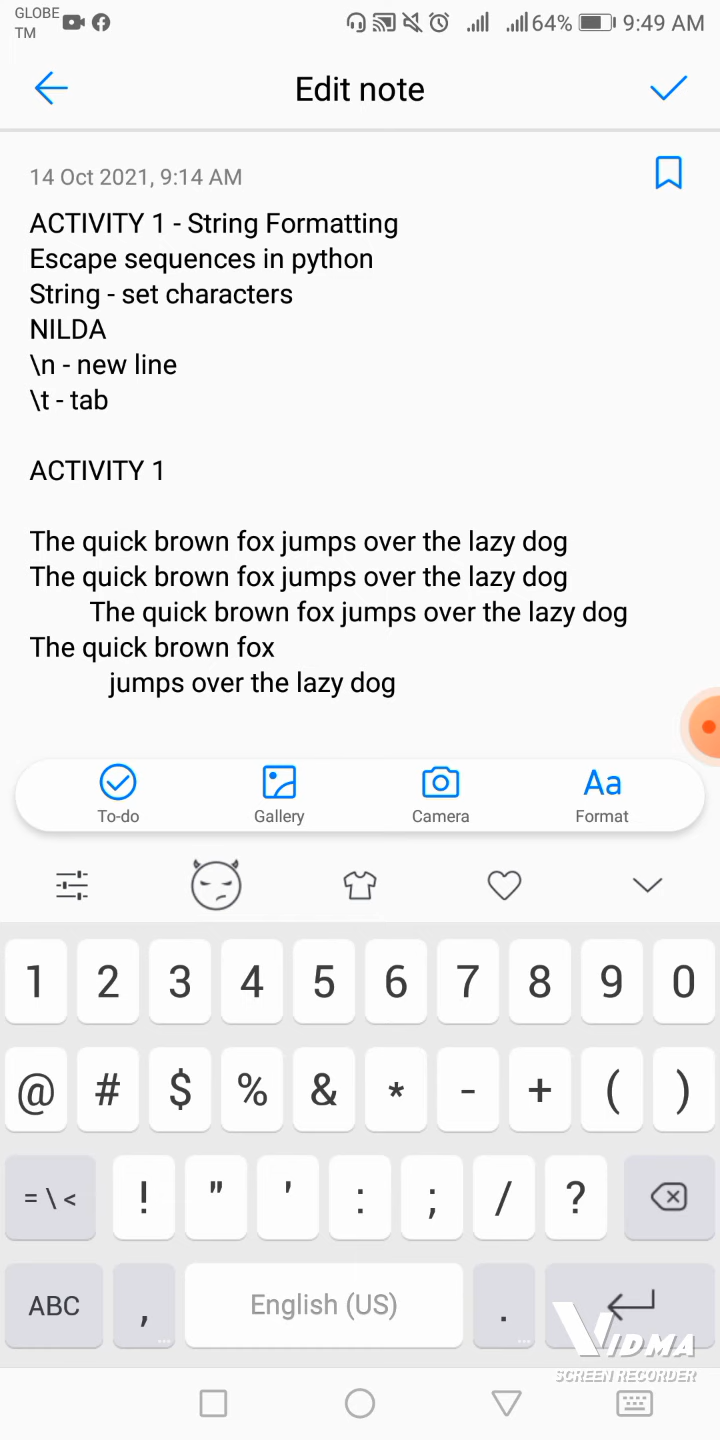 GLOBE
TM
64% 9:49 AM
Edit note
14 Oct 2021, 9:14 AM
ACTIVITY 1 - String Formatting
Escape sequences in python
String - set characters
NILDA
\n - new line
\t - tab
ACTIVITY 1
The quick brown fox jumps over the lazy dog
The quick brown fox jumps over the lazy dog
The quick brown fox jumps over the lazy dog
The quick brown fox
jumps over the lazy dog
To-do Gallery Camera Format
Aa
1 2 3 4 5 6 7 8 9 0
@ # $ % & * - + ( )
= \ < ! " ' : ; / ?
ABC , English (US) .
VIDMA
SCREEN RECORDER